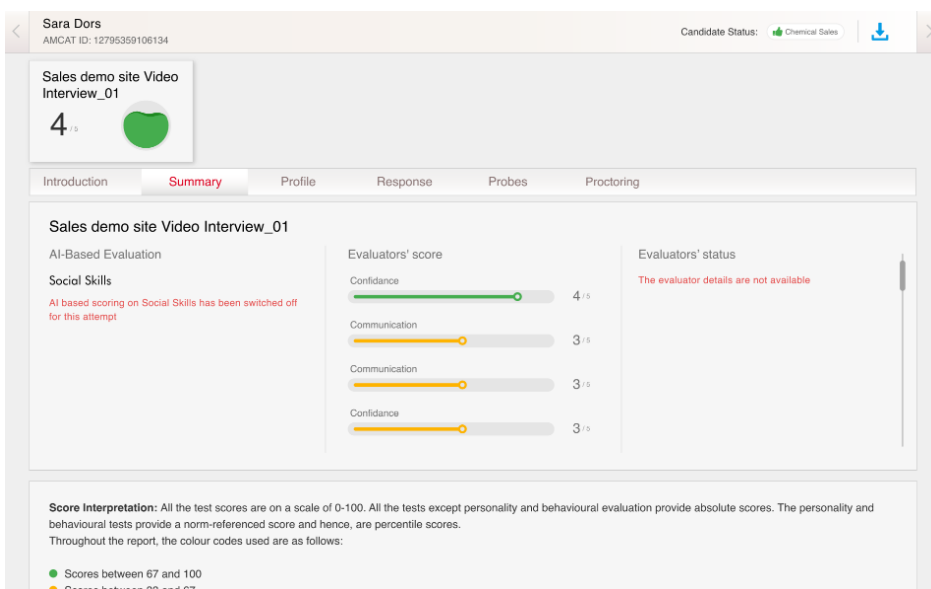 Sara Dors
AMCAT ID: 12795359106134
Candidate Status:
Chemical Sales
Sales demo site Video
Interview_01
4 / 5
Introduction
Summary
Profile
Response
Probes
Proctoring
Sales demo site Video Interview_01
AI-Based Evaluation
Social Skills
AI based scoring on Social Skills has been switched off
for this attempt
Evaluators' score
Confidance
4 / 5
Communication
3 / 5
Communication
3 / 5
Confidance
3 / 5
Evaluators' status
The evaluator details are not available
Score Interpretation: All the test scores are on a scale of 0-100. All the tests except personality and behavioural evaluation provide absolute scores. The personality and
behavioural tests provide a norm-referenced score and hence, are percentile scores.
Throughout the report, the colour codes used are as follows:
Scores between 67 and 100
Scores between